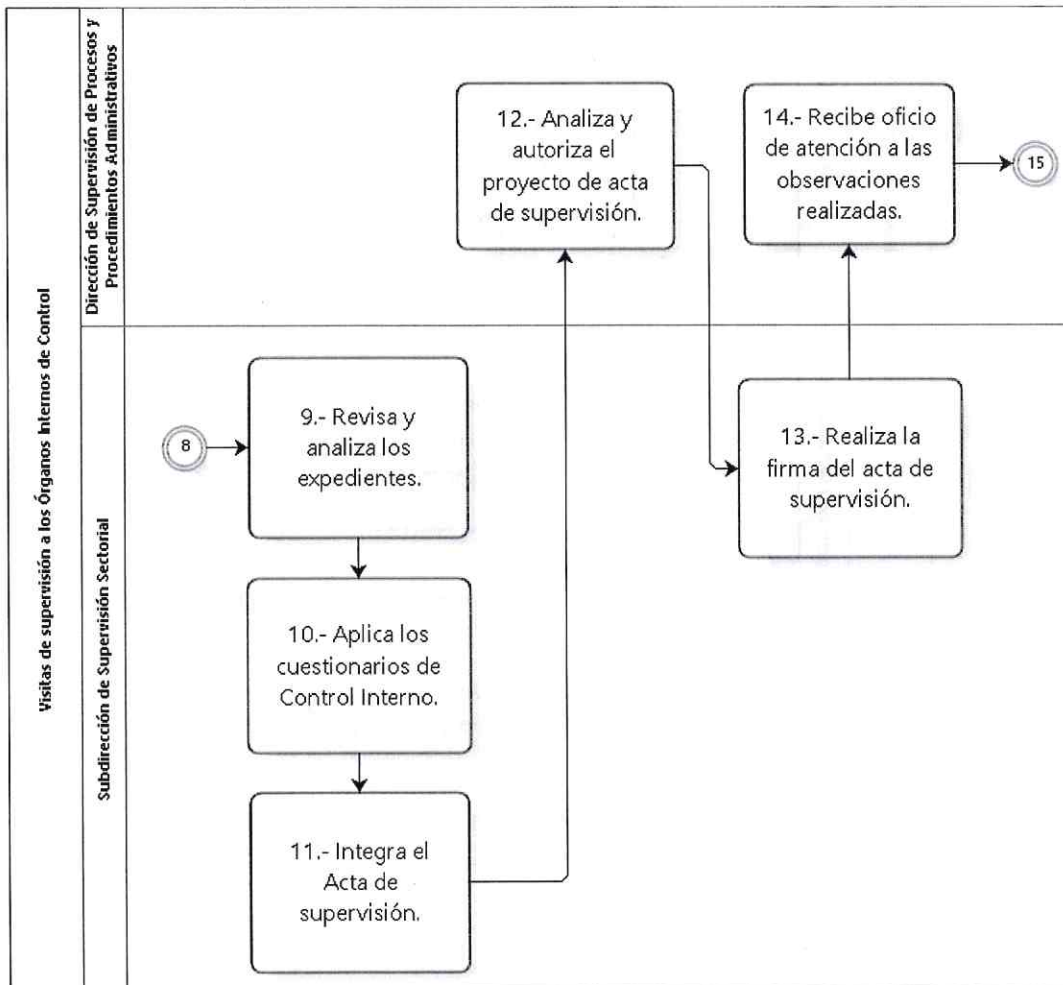 Visitas de supervisión a los Órganos Internos de Control
Dirección de Supervisión de Procesos y
Procedimientos Administrativos
12.- Analiza y
autoriza el
proyecto de acta
de supervisión.
14.- Recibe oficio
de atención a las
observaciones
realizadas.
15
Subdirección de Supervisión Sectorial
8
9.- Revisa y
analiza los
expedientes.
13.- Realiza la
firma del acta de
supervisión.
10.- Aplica los
cuestionarios de
Control Interno.
11.- Integra el
Acta de
supervisión.